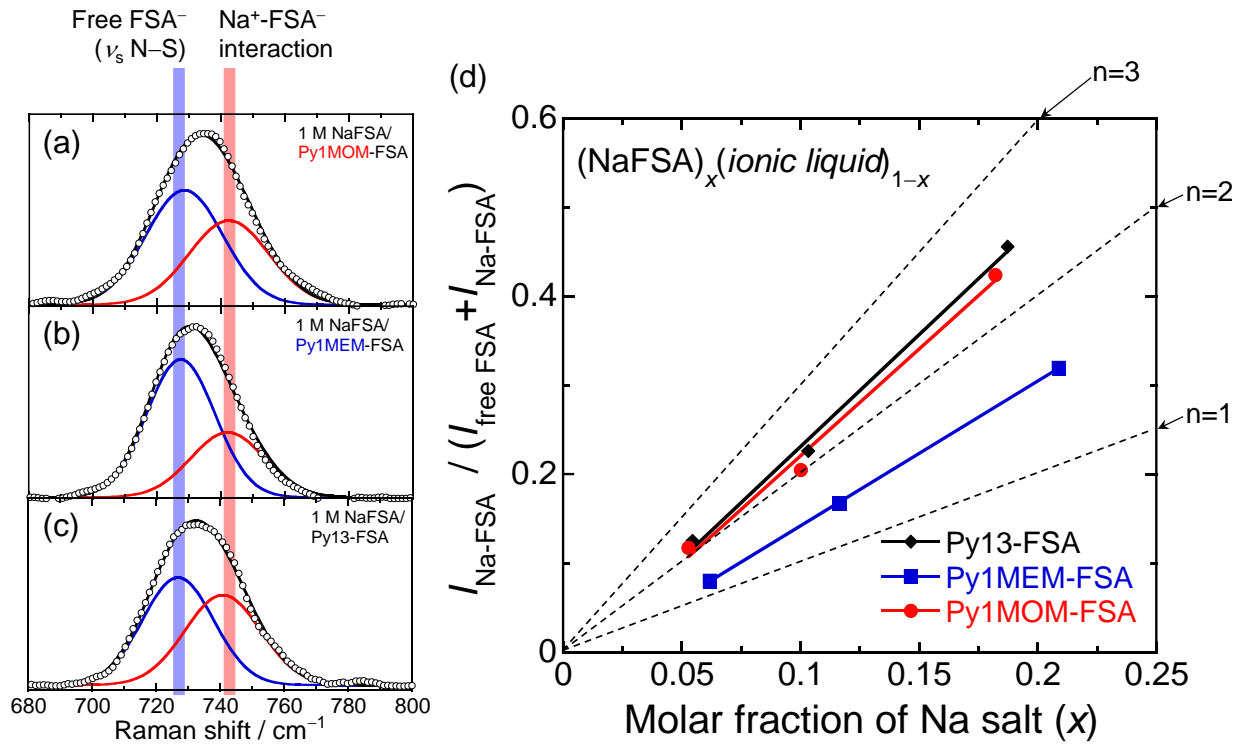 Free FSA⁻
(νs N–S)
Na⁺-FSA⁻
interaction
(a)
1 M NaFSA/
Py1MOM-FSA
(b)
1 M NaFSA/
Py1MEM-FSA
(c)
1 M NaFSA/
Py13-FSA
680 700 720 740 760 780 800
Raman shift / cm⁻¹
(d)
n=3
n=2
n=1
(NaFSA)x(ionic liquid)1−x
I Na-FSA / (I free FSA + I Na-FSA)
0.6
0.4
0.2
0
Py13-FSA
Py1MEM-FSA
Py1MOM-FSA
0 0.05 0.1 0.15 0.2 0.25
Molar fraction of Na salt (x)